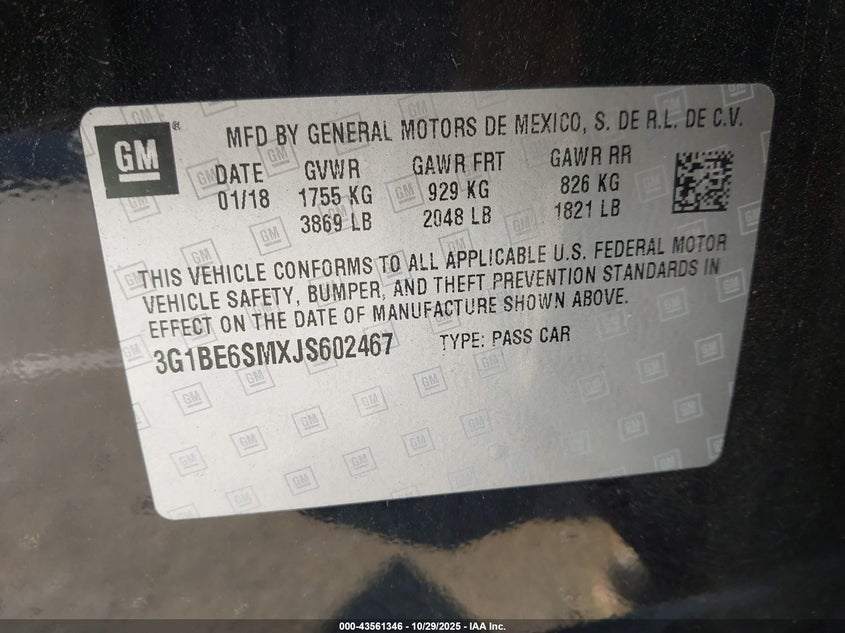 GM®
MFD BY GENERAL MOTORS DE MEXICO, S. DE R.L. DE C.V.
DATE GVWR GAWR FRT GAWR RR
01/18 1755 KG 929 KG 826 KG
3869 LB 2048 LB 1821 LB
THIS VEHICLE CONFORMS TO ALL APPLICABLE U.S. FEDERAL MOTOR
VEHICLE SAFETY, BUMPER, AND THEFT PREVENTION STANDARDS IN
EFFECT ON THE DATE OF MANUFACTURE SHOWN ABOVE.
3G1BE6SMXJS602467 TYPE: PASS CAR
000-43561346 | 10/29/2025 - IAA Inc.